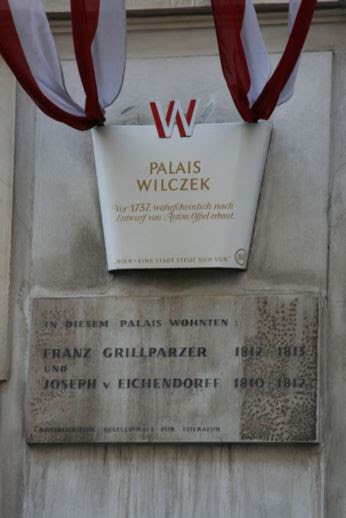 W
PALAIS
WILCZEK
Vor 1737, wahrscheinlich nach
Entwurf von Anton Ospel erbaut.
"WIEN - EINE STADT STELLT SICH VOR" 80
IN DIESEM PALAIS WOHNTEN :
FRANZ GRILLPARZER 1812 - 1813
UND
JOSEPH v. EICHENDORFF 1810 - 1812
ÖSTERREICHISCHE GESELLSCHAFT FÜR LITERATUR